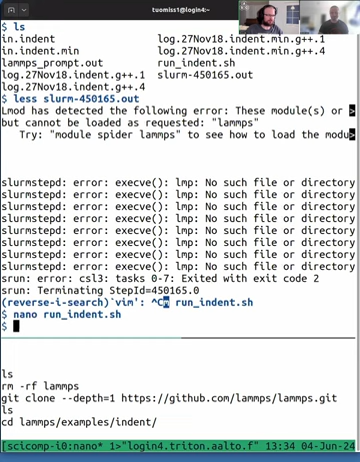 tuomiss1@login4:~
$ ls
in.indent log.27Nov18.indent.min.g++.1
in.indent.min log.27Nov18.indent.min.g++.4
lammps_prompt.out run_indent.sh
log.27Nov18.indent.g++.1 slurm-450165.out
log.27Nov18.indent.g++.4
$ less slurm-450165.out
Lmod has detected the following error: These module(s) or >
but cannot be loaded as requested: "lammps"
Try: "module spider lammps" to see how to load the modu>
slurmstepd: error: execve(): lmp: No such file or directory
slurmstepd: error: execve(): lmp: No such file or directory
slurmstepd: error: execve(): lmp: No such file or directory
slurmstepd: error: execve(): lmp: No such file or directory
slurmstepd: error: execve(): lmp: No such file or directory
slurmstepd: error: execve(): lmp: No such file or directory
slurmstepd: error: execve(): lmp: No such file or directory
slurmstepd: error: execve(): lmp: No such file or directory
srun: error: csl3: tasks 0-7: Exited with exit code 2
srun: Terminating StepId=450165.0
(reverse-i-search)`vim': ^Cm run_indent.sh
$ nano run_indent.sh
$
ls
rm -rf lammps
git clone --depth=1 https://github.com/lammps/lammps.git
ls
cd lammps/examples/indent/
[scicomp-i0:nano* 1>"login4.triton.aalto.f" 13:34 04-Jun-24